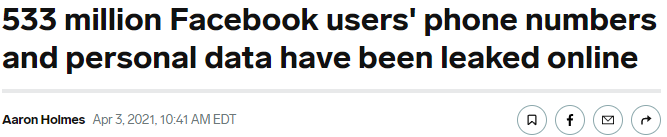 533 million Facebook users' phone numbers
and personal data have been leaked online
Aaron Holmes Apr 3, 2021, 10:41 AM EDT